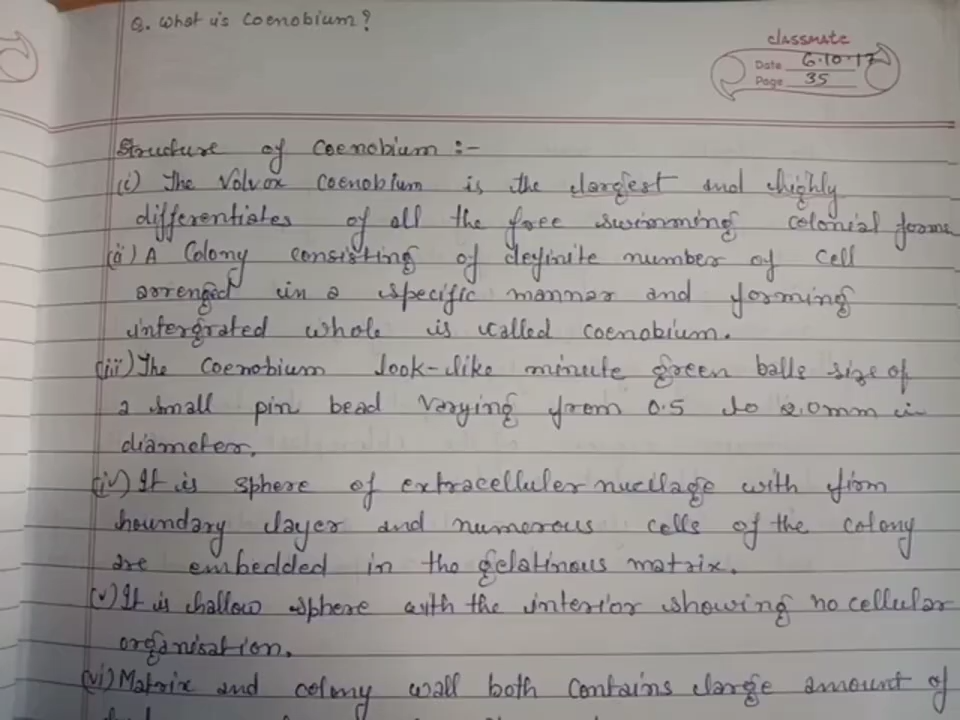 Q. What is Coenobium?
classmate
Date 6.10.17
Page 35
Structure of Coenobium :-
(i) The Volvox Coenobium is the largest and highly
differentiates of all the free swimming colonial forms
(ii) A Colony consisting of definite number of cell
arrenged in a specific manner and forming
intergrated whole is called coenobium.
(iii) The Coenobium look-like minute green balls size of
a small pin bead varying from 0.5 to 2.0mm in
diameter.
(iv) It is sphere of extracelluler mucilage with firm
boundary layer and numerous cells of the colony
are embedded in the gelatinous matrix.
(v) It is hallow sphere with the interior showing no cellular
organisation.
(vi) Matrix and colony wall both contains large amount of